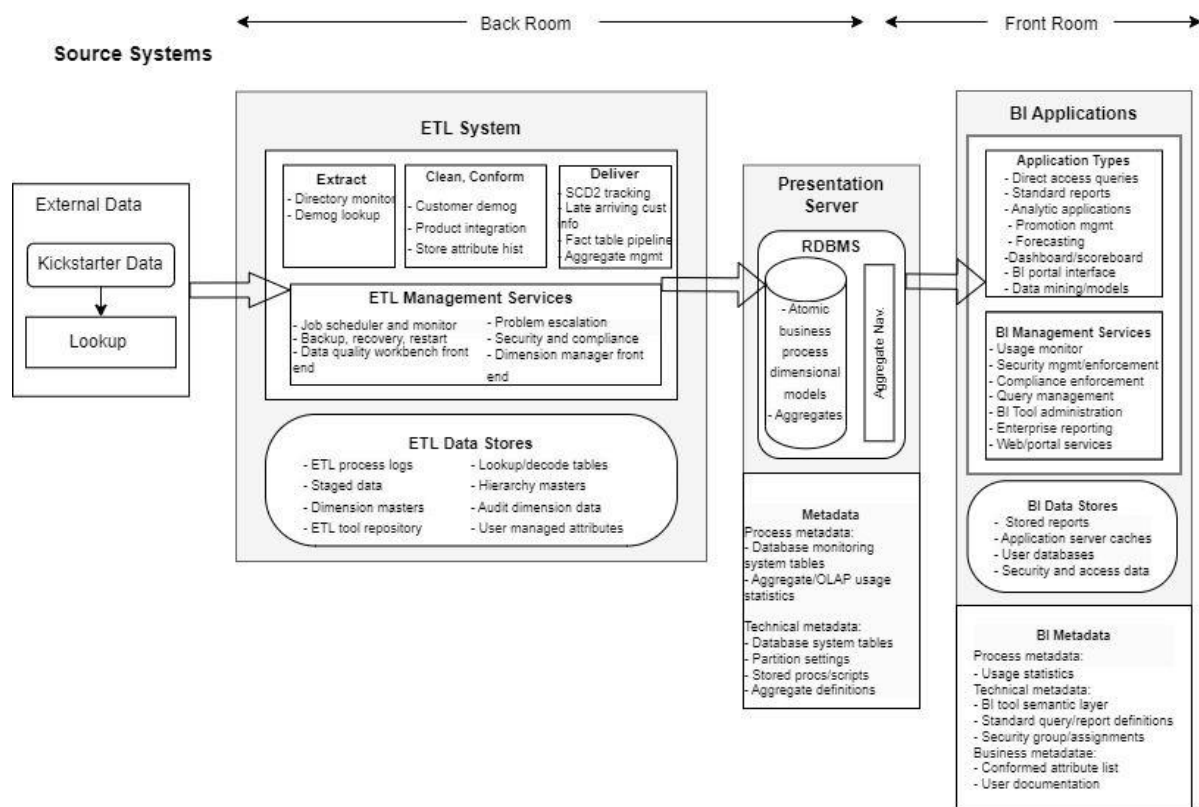 Back Room
Front Room
Source Systems
External Data
Kickstarter Data
Lookup
ETL System
Extract
- Directory monitor
- Demog lookup
Clean, Conform
- Customer demog
- Product integration
- Store attribute hist
Deliver
- SCD2 tracking
- Late arriving cust
info
- Fact table pipeline
- Aggregate mgmt
ETL Management Services
- Job scheduler and monitor
- Backup, recovery, restart
- Data quality workbench front
end
- Problem escalation
- Security and compliance
- Dimension manager front
end
ETL Data Stores
- ETL process logs
- Staged data
- Dimension masters
- ETL tool repository
- Lookup/decode tables
- Hierarchy masters
- Audit dimension data
- User managed attributes
Presentation
Server
RDBMS
- Atomic
business
process
dimensional
models
- Aggregates
Aggregate Nav.
Metadata
Process metadata:
- Database monitoring
system tables
- Aggregate/OLAP usage
statistics
Technical metadata:
- Database system tables
- Partition settings
- Stored procs/scripts
- Aggregate definitions
BI Applications
Application Types
- Direct access queries
- Standard reports
- Analytic applications
- Promotion mgmt
- Forecasting
-Dashboard/scoreboard
- BI portal interface
- Data mining/models
BI Management Services
- Usage monitor
- Security mgmt/enforcement
- Compliance enforcement
- Query management
- BI Tool administration
- Enterprise reporting
- Web/portal services
BI Data Stores
- Stored reports
- Application server caches
- User databases
- Security and access data
BI Metadata
Process metadata:
- Usage statistics
Technical metadata:
- BI tool semantic layer
- Standard query/report definitions
- Security group/assignments
Business metadatae:
- Conformed attribute list
- User documentation